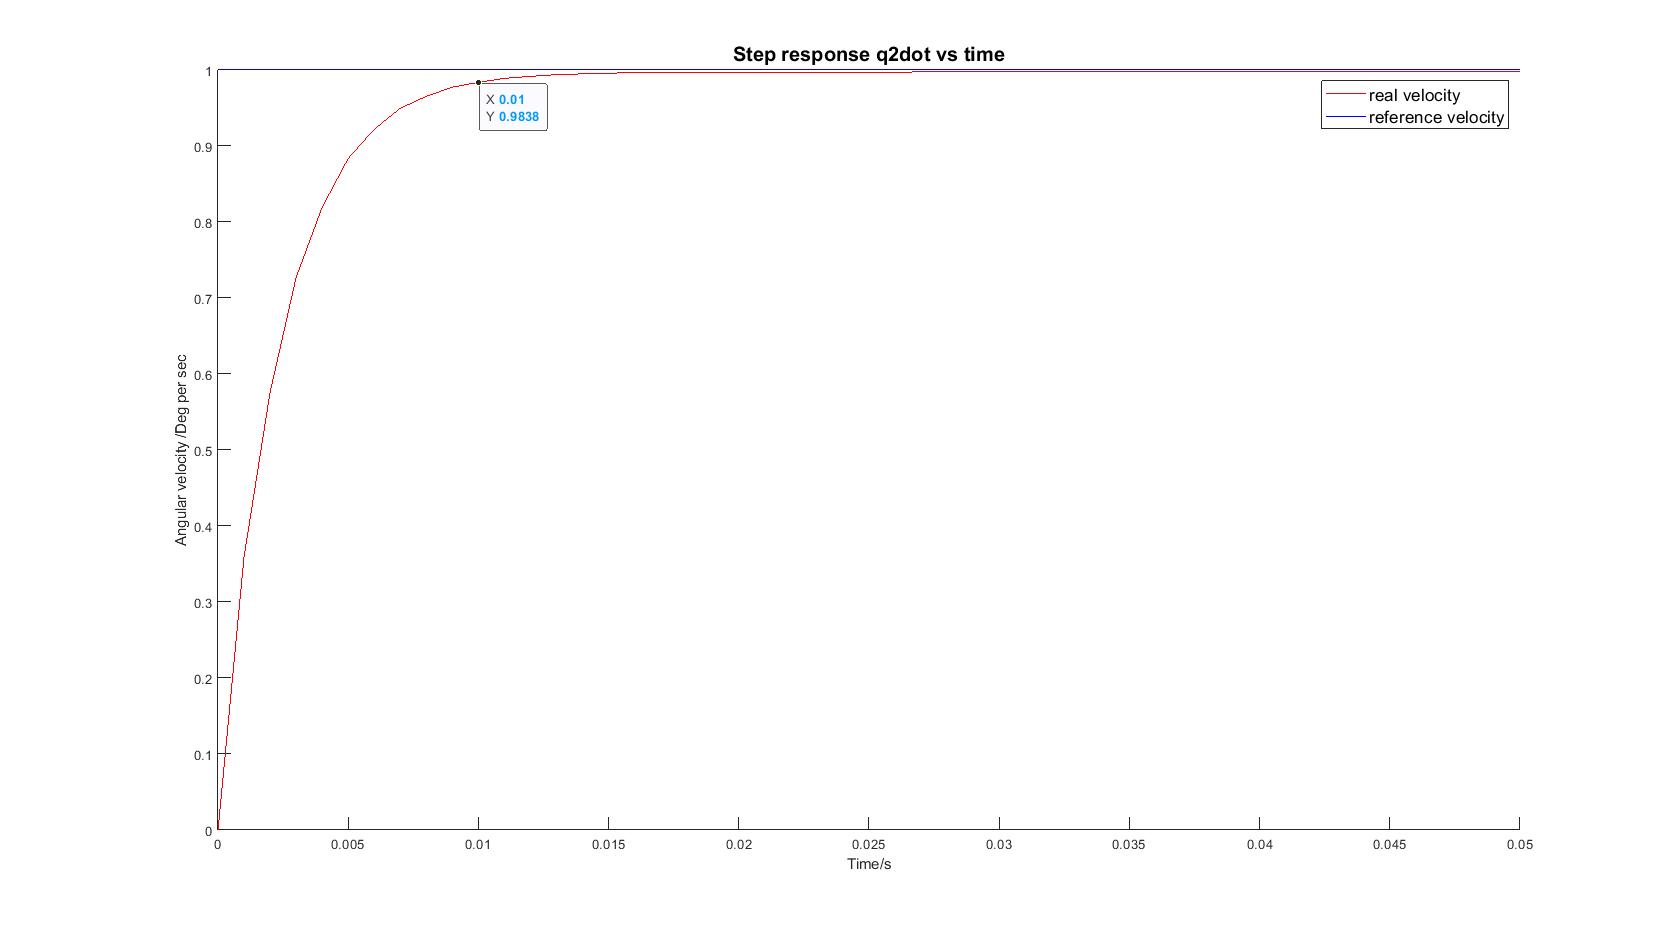 Step response q2dot vs time
1
0.9
0.8
0.7
0.6
0.5
0.4
0.3
0.2
0.1
0
Angular velocity /Deg per sec
X 0.01
Y 0.9838
real velocity
reference velocity
0 0.005 0.01 0.015 0.02 0.025 0.03 0.035 0.04 0.045 0.05
Time/s